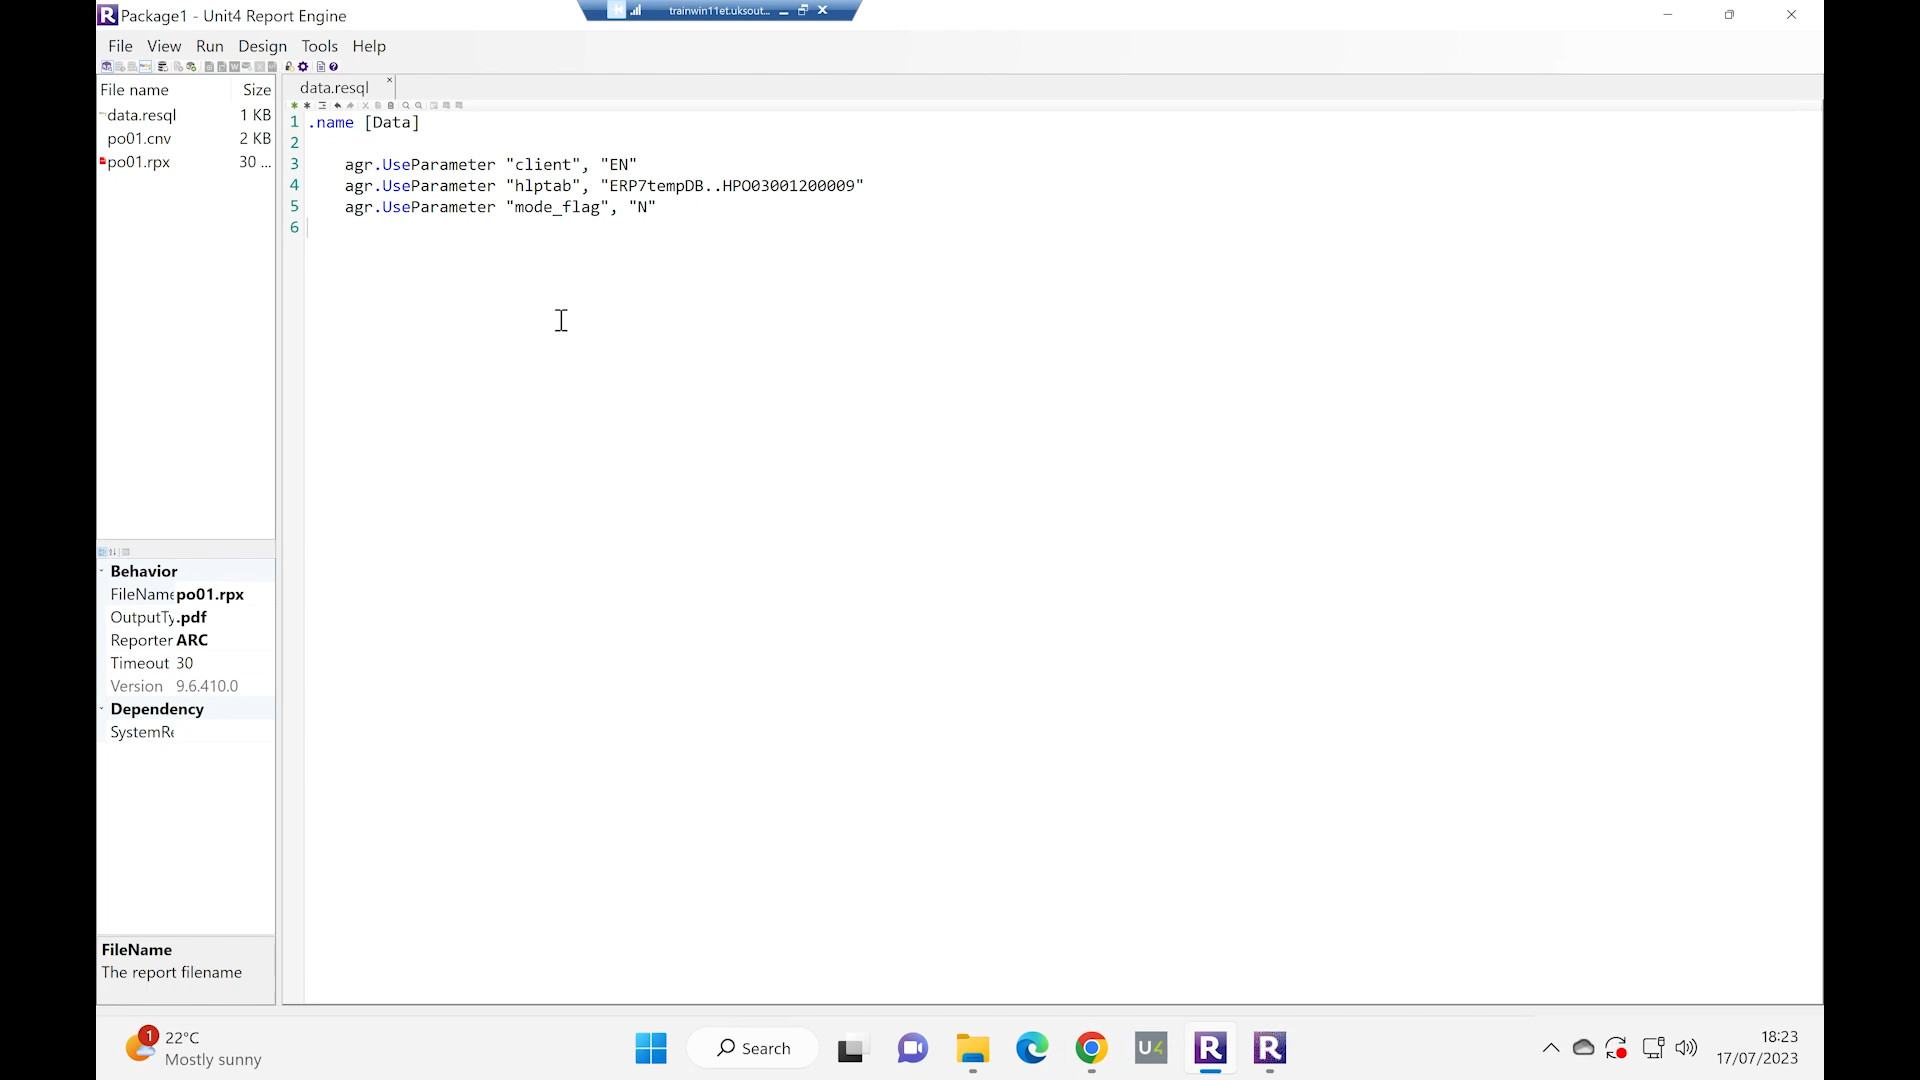 Package1 - Unit4 Report Engine
trainwin11et.uksout...
File View Run Design Tools Help
File name Size
data.resql 1 KB
po01.cnv 2 KB
po01.rpx 30 ...
data.resql
1 .name [Data]
2
3 agr.UseParameter "client", "EN"
4 agr.UseParameter "hlptab", "ERP7tempDB..HPO03001200009"
5 agr.UseParameter "mode_flag", "N"
6
Behavior
FileName po01.rpx
OutputTy .pdf
Reporter ARC
Timeout 30
Version 9.6.410.0
Dependency
SystemRe
FileName
The report filename
1
22°C
Mostly sunny
Search
U4
R
R
18:23
17/07/2023